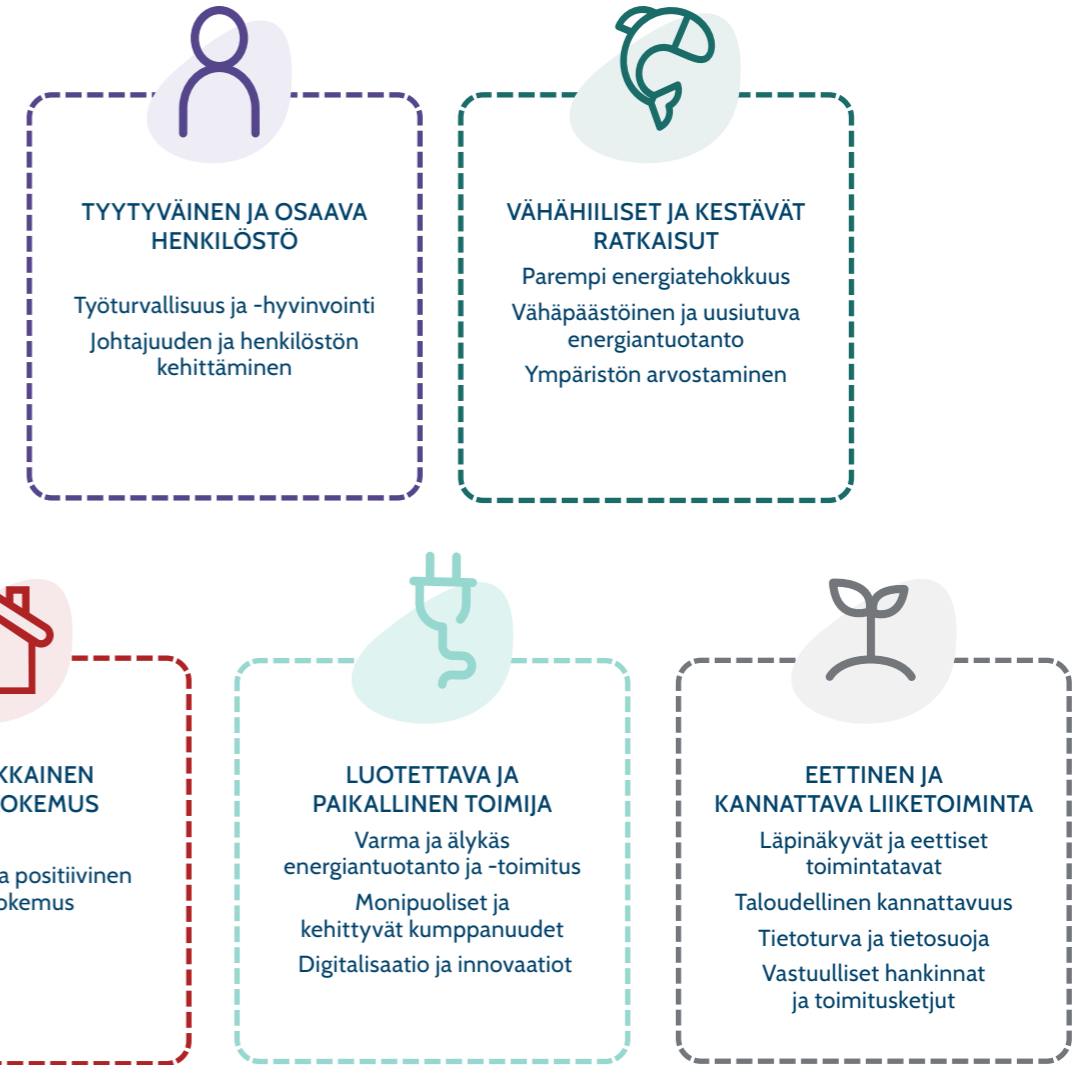 TYYTYVÄINEN JA OSAAVA
HENKILÖSTÖ
Työturvallisuus ja -hyvinvointi
Johtajuuden ja henkilöstön
kehittäminen
VÄHÄHIILISET JA KESTÄVÄT
RATKAISUT
Parempi energiatehokkuus
Vähäpäästöinen ja uusiutuva
energiantuotanto
Ympäristön arvostaminen
KKAINEN
OKEMUS
a positiivinen
okemus
LUOTETTAVA JA
PAIKALLINEN TOIMIJA
Varma ja älykäs
energiantuotanto ja -toimitus
Monipuoliset ja
kehittyvät kumppanuudet
Digitalisaatio ja innovaatiot
EETTINEN JA
KANNATTAVA LIIKETOIMINTA
Läpinäkyvät ja eettiset
toimintatavat
Taloudellinen kannattavuus
Tietoturva ja tietosuoja
Vastuulliset hankinnat
ja toimitusketjut